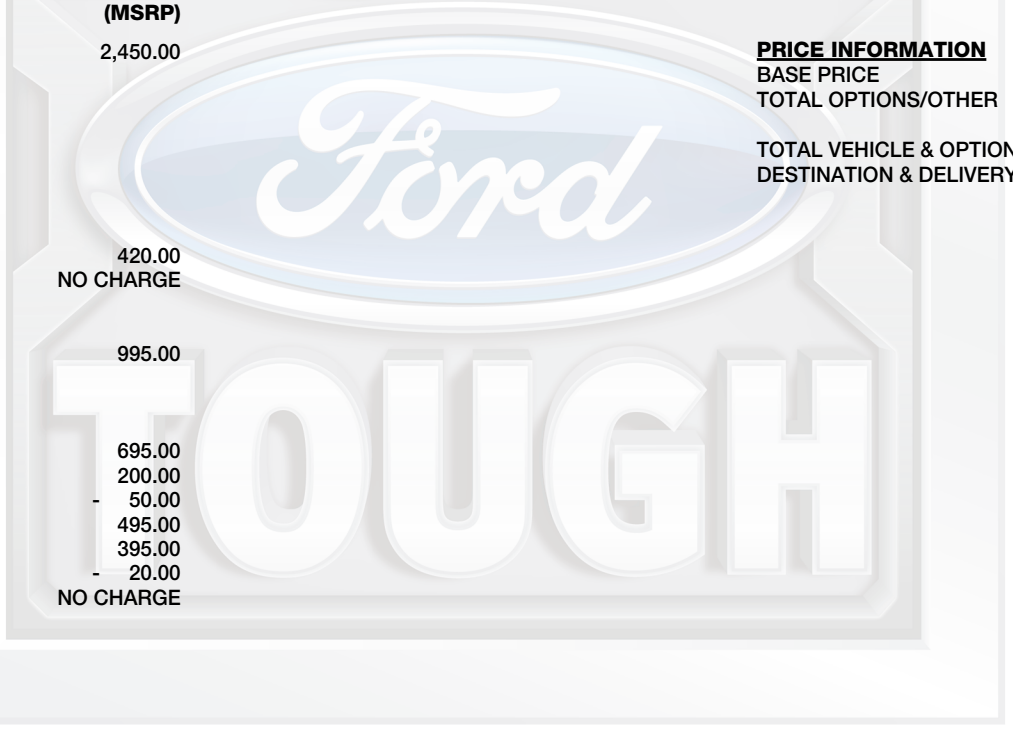 (MSRP)
2,450.00
420.00
NO CHARGE
995.00
695.00
200.00
- 50.00
495.00
395.00
- 20.00
NO CHARGE
PRICE INFORMATION
BASE PRICE
TOTAL OPTIONS/OTHER
TOTAL VEHICLE & OPTION
DESTINATION & DELIVERY
Ford
TOUGH